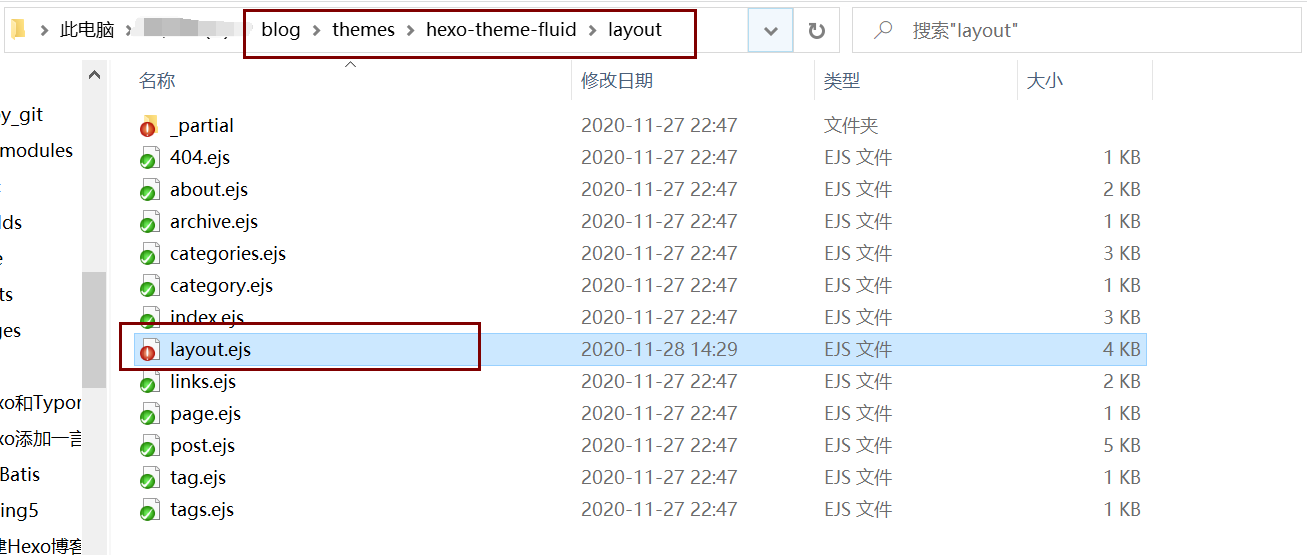 此电脑 blog themes hexo-theme-fluid layout 搜索"layout"
名称 修改日期 类型 大小
y_git
modules
lds
ts
ges
xo和Typor
xo添加一言
Batis
ing5
建Hexo博客
_partial 2020-11-27 22:47 文件夹
404.ejs 2020-11-27 22:47 EJS 文件 1 KB
about.ejs 2020-11-27 22:47 EJS 文件 2 KB
archive.ejs 2020-11-27 22:47 EJS 文件 1 KB
categories.ejs 2020-11-27 22:47 EJS 文件 3 KB
category.ejs 2020-11-27 22:47 EJS 文件 1 KB
index.ejs 2020-11-27 22:47 EJS 文件 3 KB
layout.ejs 2020-11-28 14:29 EJS 文件 4 KB
links.ejs 2020-11-27 22:47 EJS 文件 2 KB
page.ejs 2020-11-27 22:47 EJS 文件 1 KB
post.ejs 2020-11-27 22:47 EJS 文件 5 KB
tag.ejs 2020-11-27 22:47 EJS 文件 1 KB
tags.ejs 2020-11-27 22:47 EJS 文件 1 KB